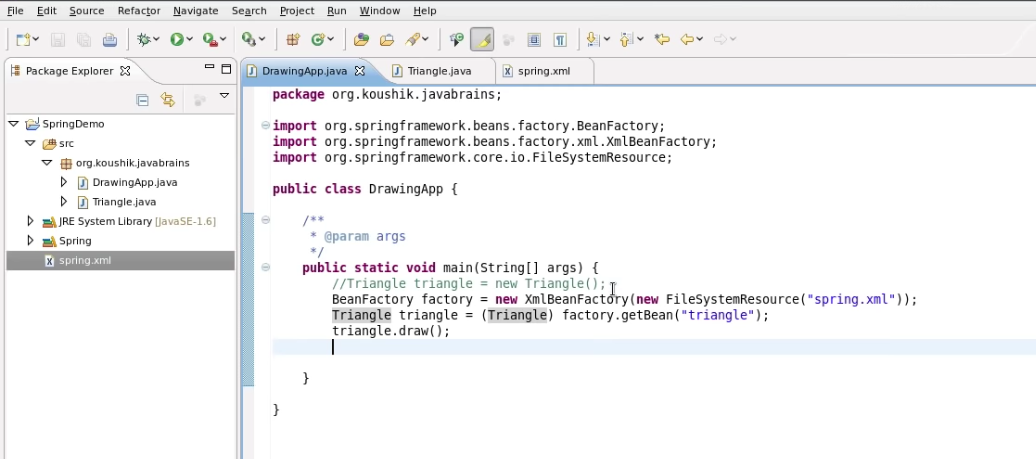 File Edit Source Refactor Navigate Search Project Run Window Help
Package Explorer
DrawingApp.java Triangle.java spring.xml
SpringDemo
src
org.koushik.javabrains
DrawingApp.java
Triangle.java
JRE System Library [JavaSE-1.6]
Spring
spring.xml
package org.koushik.javabrains;
import org.springframework.beans.factory.BeanFactory;
import org.springframework.beans.factory.xml.XmlBeanFactory;
import org.springframework.core.io.FileSystemResource;
public class DrawingApp {
/**
* @param args
*/
public static void main(String[] args) {
//Triangle triangle = new Triangle();
BeanFactory factory = new XmlBeanFactory(new FileSystemResource("spring.xml"));
Triangle triangle = (Triangle) factory.getBean("triangle");
triangle.draw();
}
}